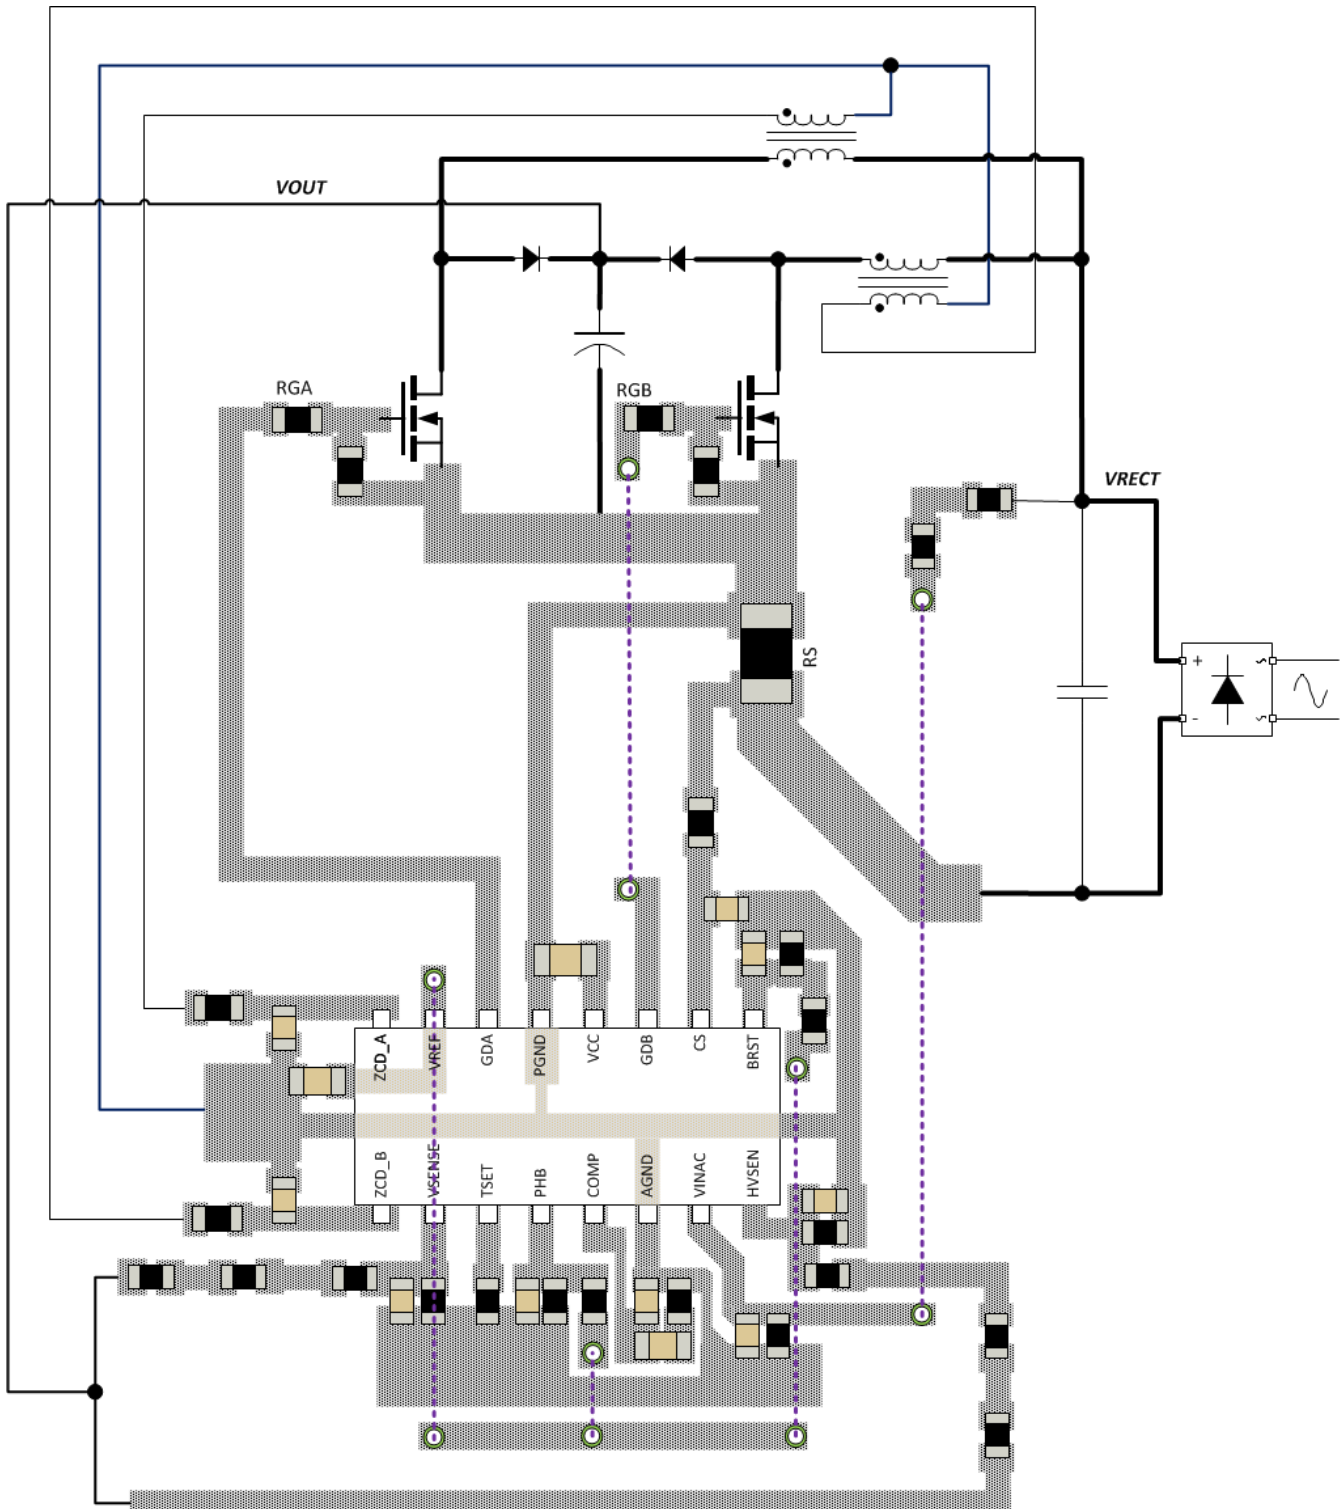 VOUT
RGA
RGB
VRECT
RS
+
-
ZCD_A
VREF
GDA
PGND
VCC
GDB
CS
BRST
ZCD_B
VSENSE
TSET
PHB
COMP
AGND
VINAC
HVSEN